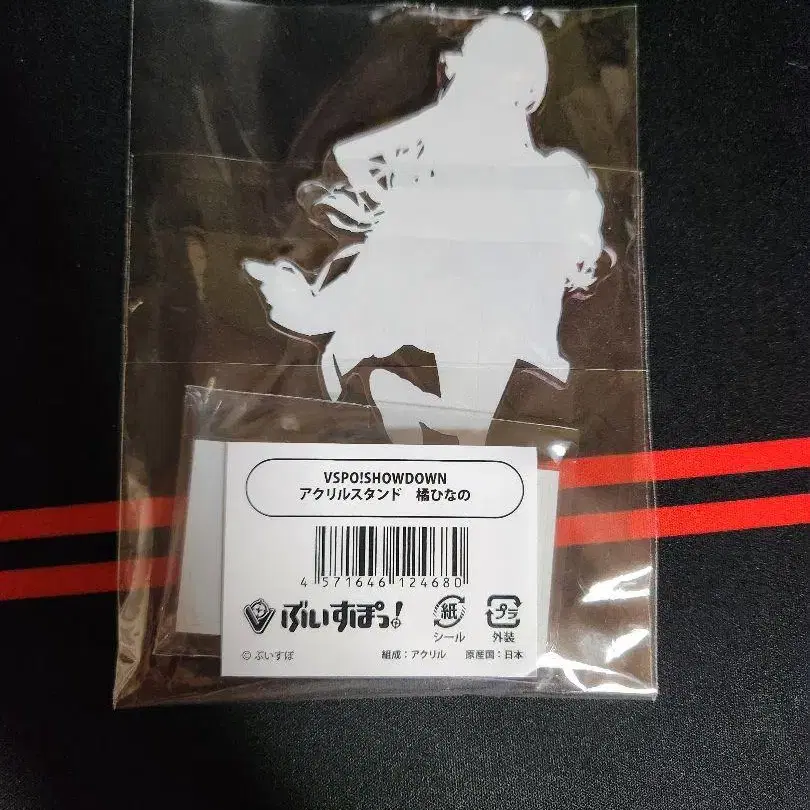 VSPO!SHOWDOWN
アクリルスタンド　橘ひなの
4 571646 124680
ぶいすぽっ!
紙
シール
プラ
外装
© ぶいすぽ
組成：アクリル　原産国：日本